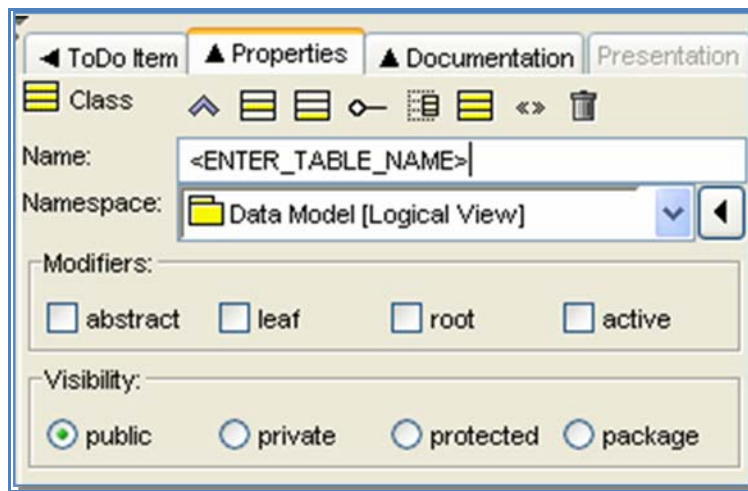 ToDo Item Properties Documentation Presentation
Class
Name: <ENTER_TABLE_NAME>
Namespace: Data Model [Logical View]
Modifiers:
abstract leaf root active
Visibility:
public private protected package